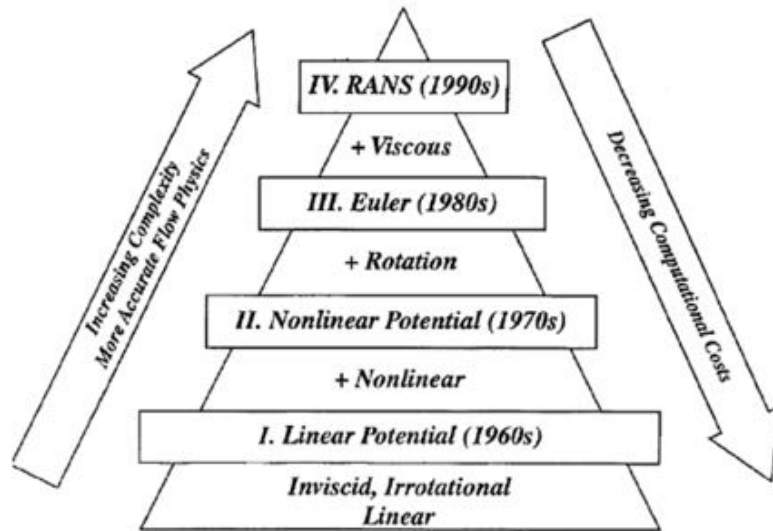 IV. RANS (1990s)
+ Viscous
III. Euler (1980s)
+ Rotation
II. Nonlinear Potential (1970s)
+ Nonlinear
I. Linear Potential (1960s)
Inviscid, Irrotational
Linear
Increasing Complexity
More Accurate Flow Physics
Decreasing Computational Costs